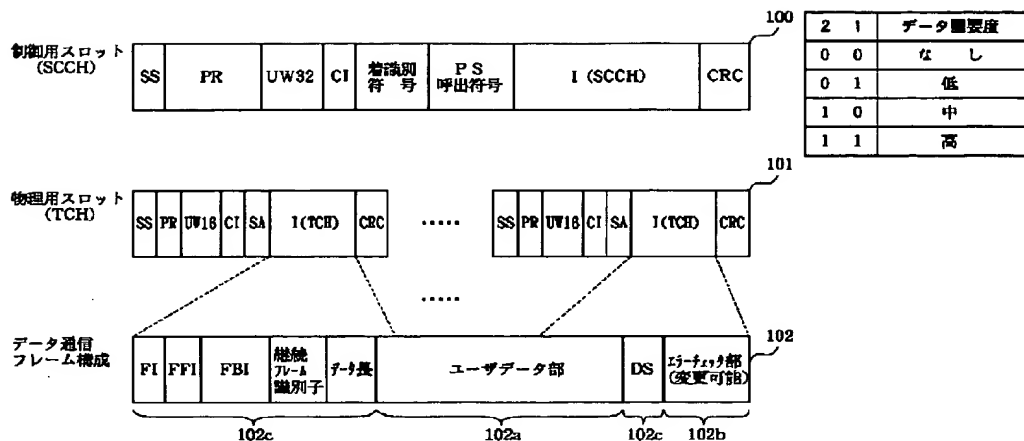 制御用スロット
(SCCH)
SS PR UW32 CI 着識別符号 PS呼出符号 I (SCCH) CRC
100
2 1 データ重要度
0 0 なし
0 1 低
1 0 中
1 1 高
物理用スロット
(TCH)
SS PR UW16 CI SA I(TCH) CRC ..... SS PR UW16 CI SA I(TCH) CRC
101
.....
データ通信
フレーム構成
FI FFI FBI 継続フレーム識別子 データ長 ユーザデータ部 DS エラーチェック部(変更可能)
102
102c 102a 102c 102b